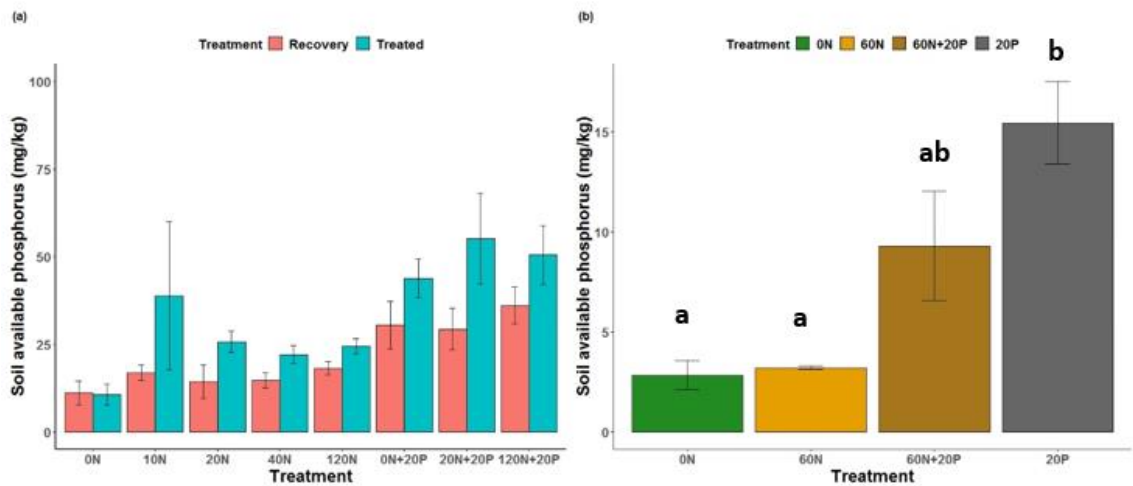 (a)
Treatment Recovery Treated
Soil available phosphorus (mg/kg)
100
75
50
25
0
0N 10N 20N 40N 120N 0N+20P 20N+20P 120N+20P
Treatment
(b)
Treatment 0N 60N 60N+20P 20P
Soil available phosphorus (mg/kg)
15
10
5
0
a
a
ab
b
0N 60N 60N+20P 20P
Treatment